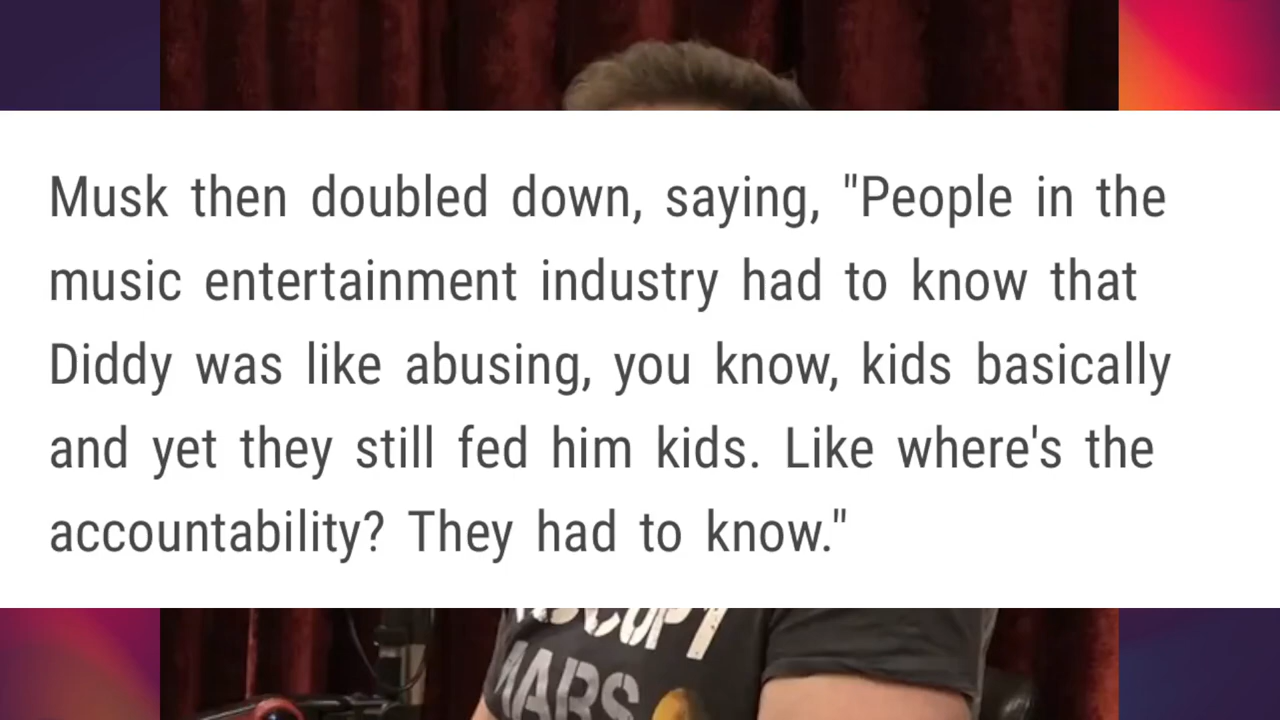 Musk then doubled down, saying, "People in the
music entertainment industry had to know that
Diddy was like abusing, you know, kids basically
and yet they still fed him kids. Like where's the
accountability? They had to know."
MARS